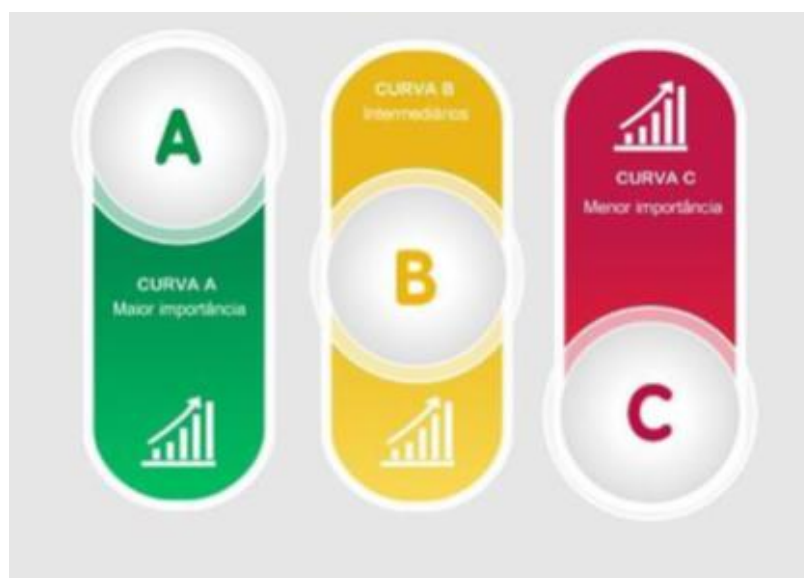 A
CURVA A
Maior importância
CURVA B
Intermediários
B
CURVA C
Menor importância
C